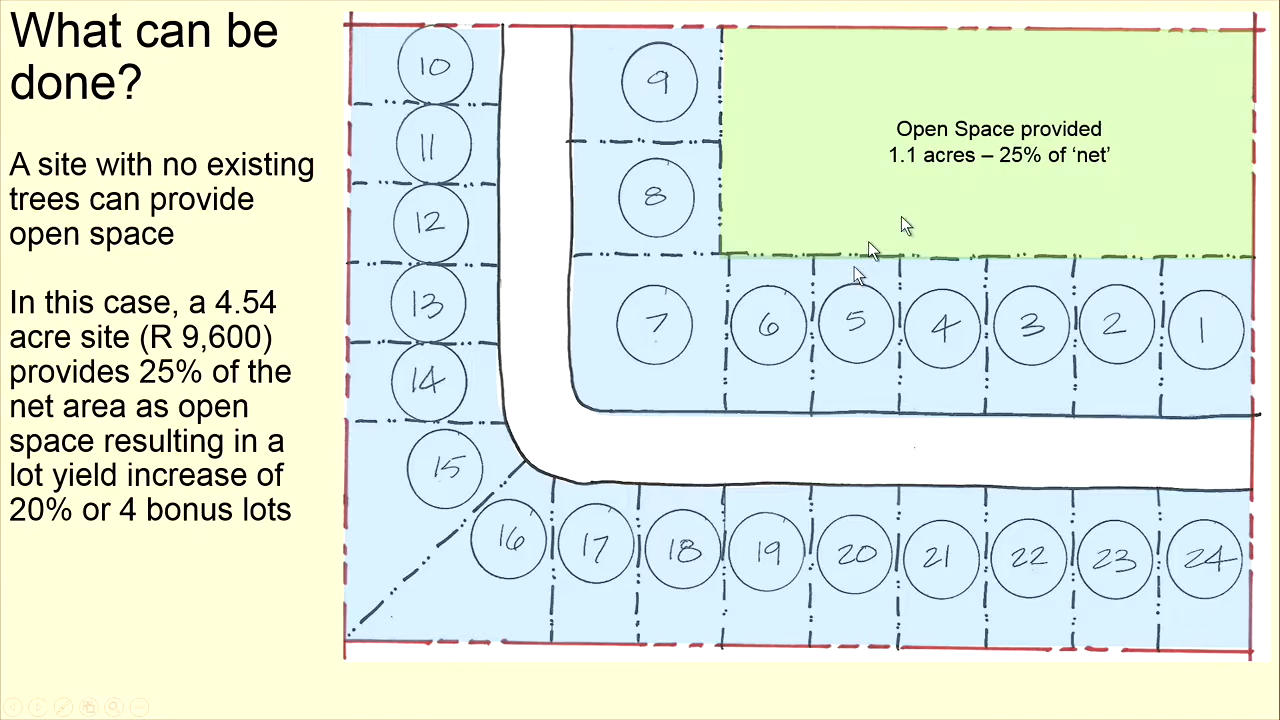 What can be
done?
A site with no existing
trees can provide
open space
In this case, a 4.54
acre site (R 9,600)
provides 25% of the
net area as open
space resulting in a
lot yield increase of
20% or 4 bonus lots
Open Space provided
1.1 acres – 25% of ‘net’
10
9
11
8
12
13
7
6
5
4
3
2
1
14
15
16
17
18
19
20
21
22
23
24